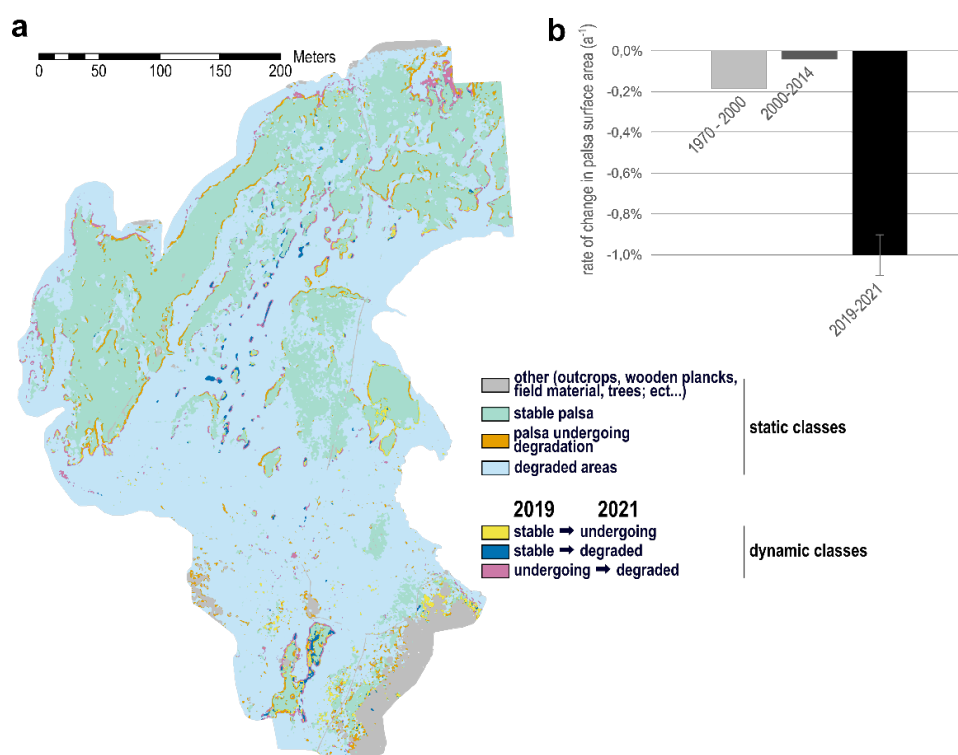 a
Meters
0 50 100 150 200
b
rate of change in palsa surface area (a⁻¹)
0,0%
-0,2%
-0,4%
-0,6%
-0,8%
-1.0%
1970 - 2000
2000-2014
2019-2021
other (outcrops, wooden plancks,
field material, trees; ect...)
stable palsa
palsa undergoing
degradation
degraded areas
static classes
2019 2021
stable ➞ undergoing
stable ➞ degraded
undergoing ➞ degraded
dynamic classes